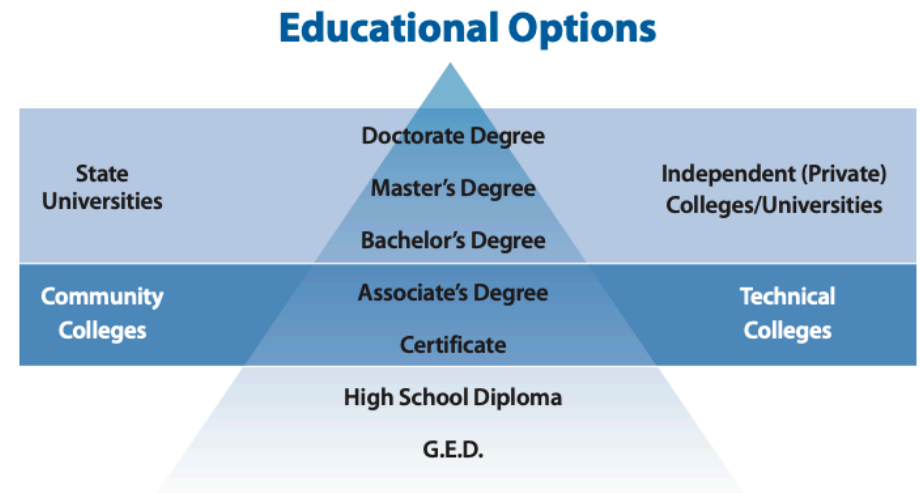 Educational Options
Doctorate Degree
State
Universities
Master's Degree
Independent (Private)
Colleges/Universities
Bachelor's Degree
Community
Colleges
Associate's Degree
Technical
Colleges
Certificate
High School Diploma
G.E.D.